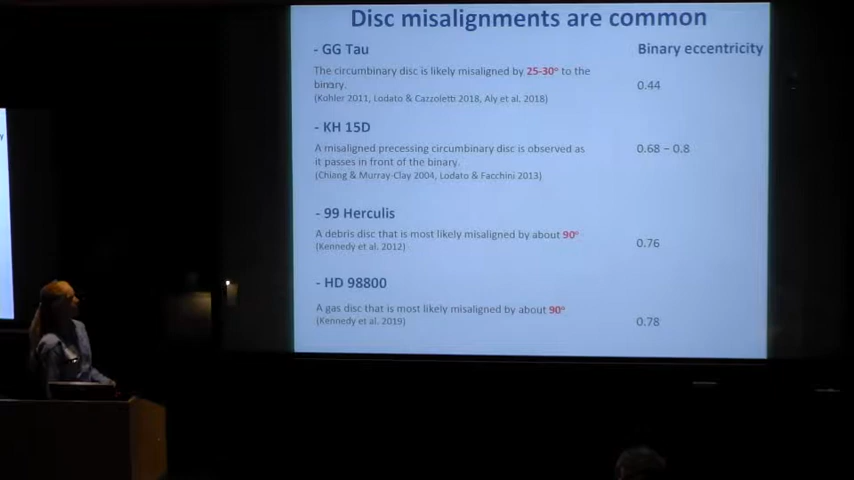 Disc misalignments are common
- GG Tau
Binary eccentricity
The circumbinary disc is likely misaligned by 25-30° to the
binary.
0.44
(Kohler 2011, Lodato & Cazzoletti 2018, Aly et al. 2018)
- KH 15D
A misaligned precessing circumbinary disc is observed as
0.68 – 0.8
it passes in front of the binary.
(Chiang & Murray-Clay 2004, Lodato & Facchini 2013)
- 99 Herculis
A debris disc that is most likely misaligned by about 90°
(Kennedy et al. 2012)
0.76
- HD 98800
A gas disc that is most likely misaligned by about 90°
(Kennedy et al. 2019)
0.78